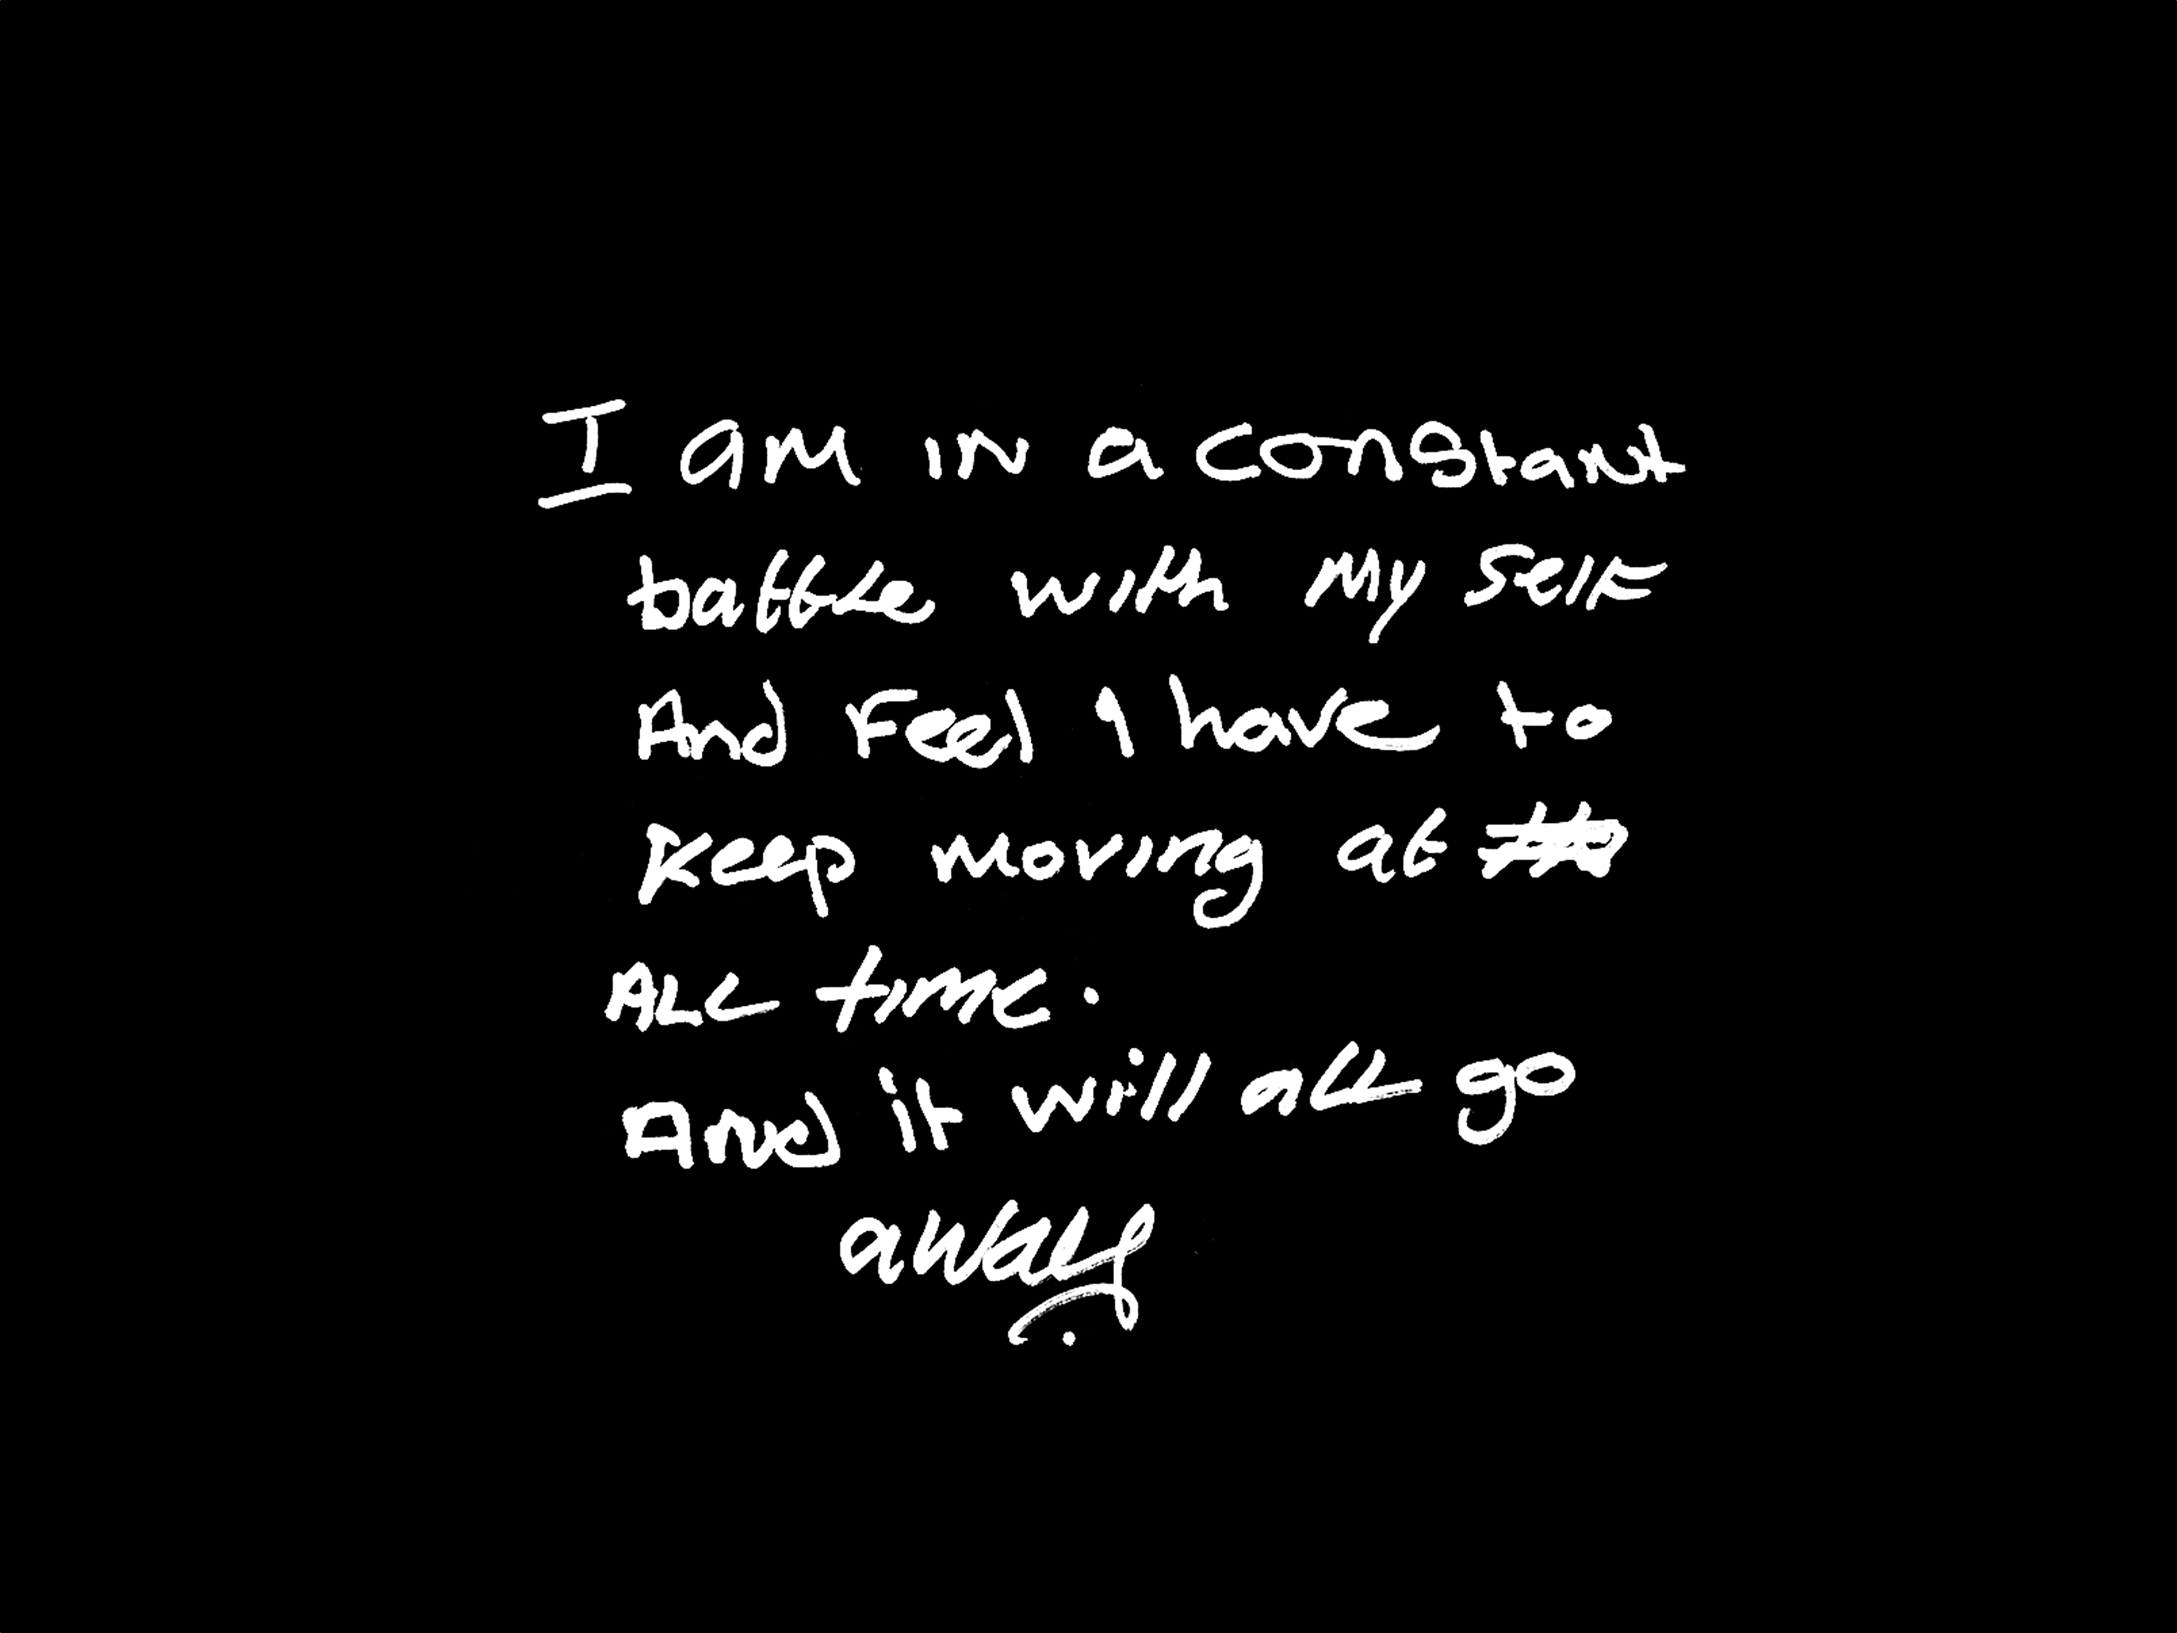 I am in a constant
battle with my self
And Feel I have to
Keep moving at
ALL time.
And it will all go
away.